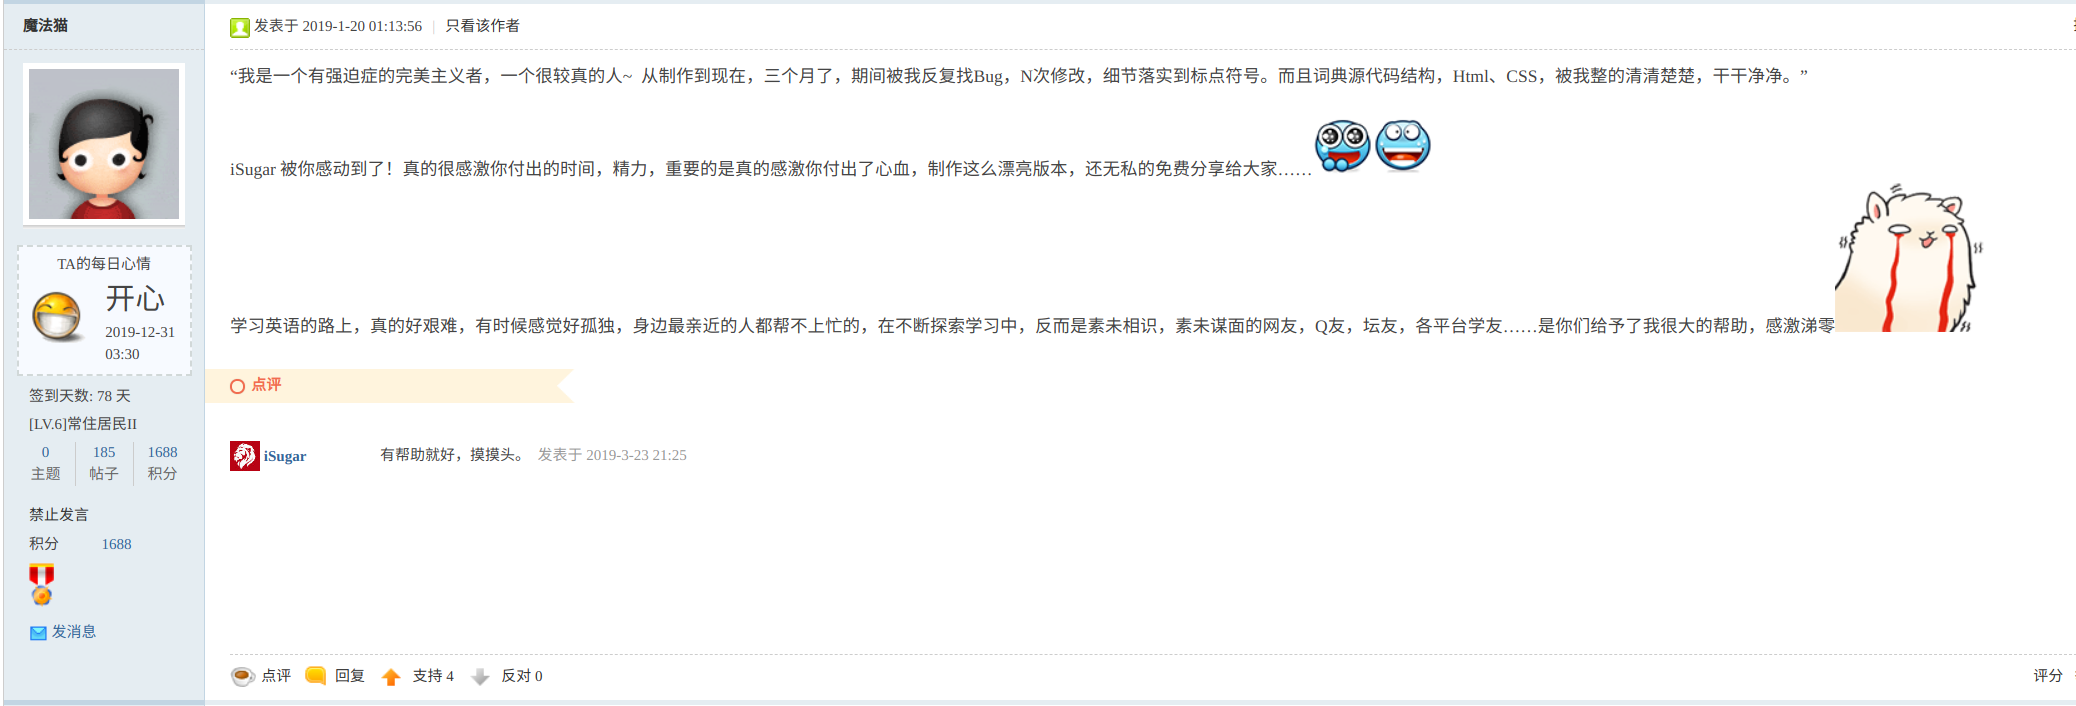 魔法猫
发表于 2019-1-20 01:13:56 | 只看该作者
“我是一个有强迫症的完美主义者，一个很较真的人~ 从制作到现在，三个月了，期间被我反复找Bug，N次修改，细节落实到标点符号。而且词典源代码结构，Html、CSS，被我整的清清楚楚，干干净净。”
iSugar 被你感动到了！真的很感激你付出的时间，精力，重要的是真的感激你付出了心血，制作这么漂亮版本，还无私的免费分享给大家……
学习英语的路上，真的好艰难，有时候感觉好孤独，身边最亲近的人都帮不上忙的，在不断探索学习中，反而是素未相识，素未谋面的网友，Q友，坛友，各平台学友……是你们给予了我很大的帮助，感激涕零
TA的每日心情
开心
2019-12-31
03:30
签到天数: 78 天
[LV.6]常住居民II
0 185 1688
主题 帖子 积分
禁止发言
积分 1688
发消息
点评
iSugar 有帮助就好，摸摸头。 发表于 2019-3-23 21:25
点评 回复 支持 4 反对 0
评分